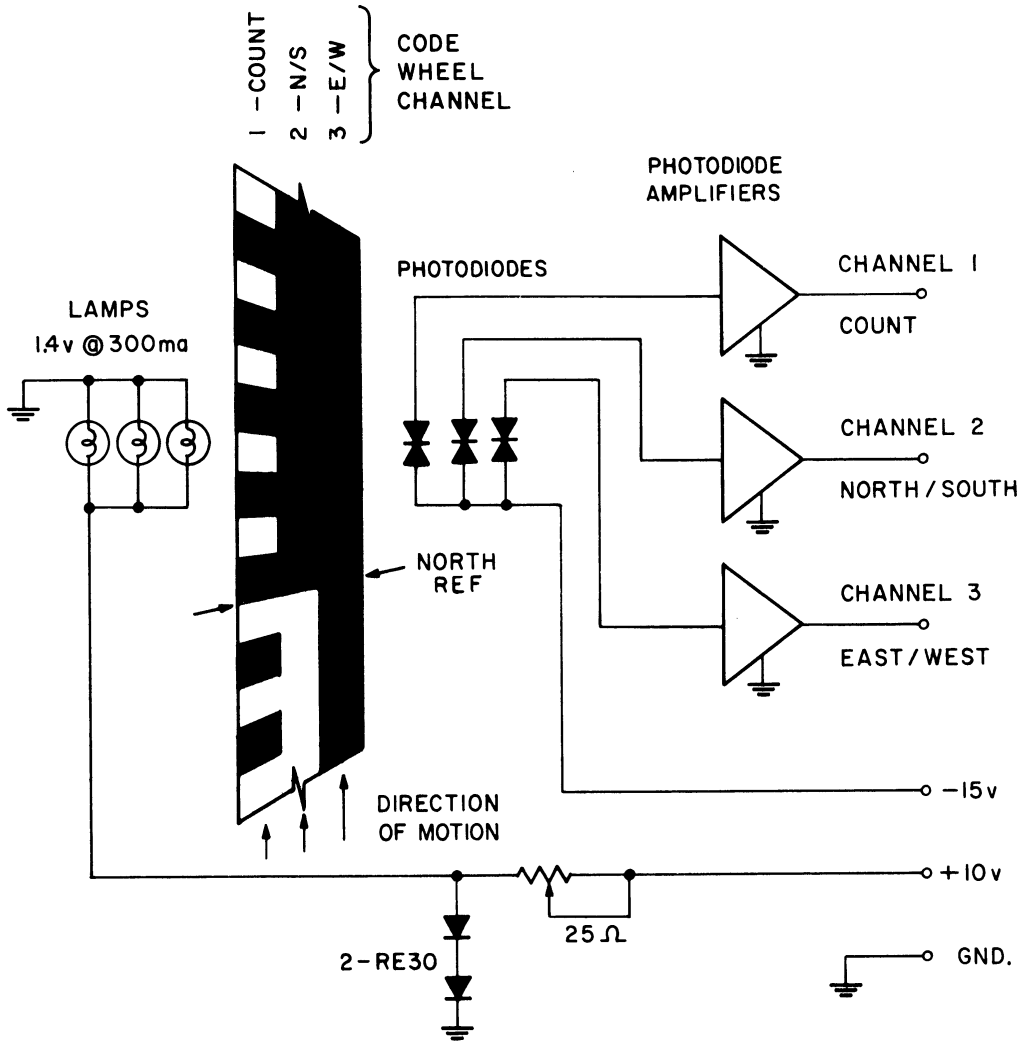 1 - COUNT
2 - N/S
3 - E/W
CODE
WHEEL
CHANNEL
PHOTODIODE
AMPLIFIERS
PHOTODIODES
CHANNEL 1
COUNT
LAMPS
1.4v @ 300ma
CHANNEL 2
NORTH / SOUTH
NORTH
REF
CHANNEL 3
EAST / WEST
DIRECTION
OF MOTION
-15v
+10v
25Ω
2-RE30
GND.